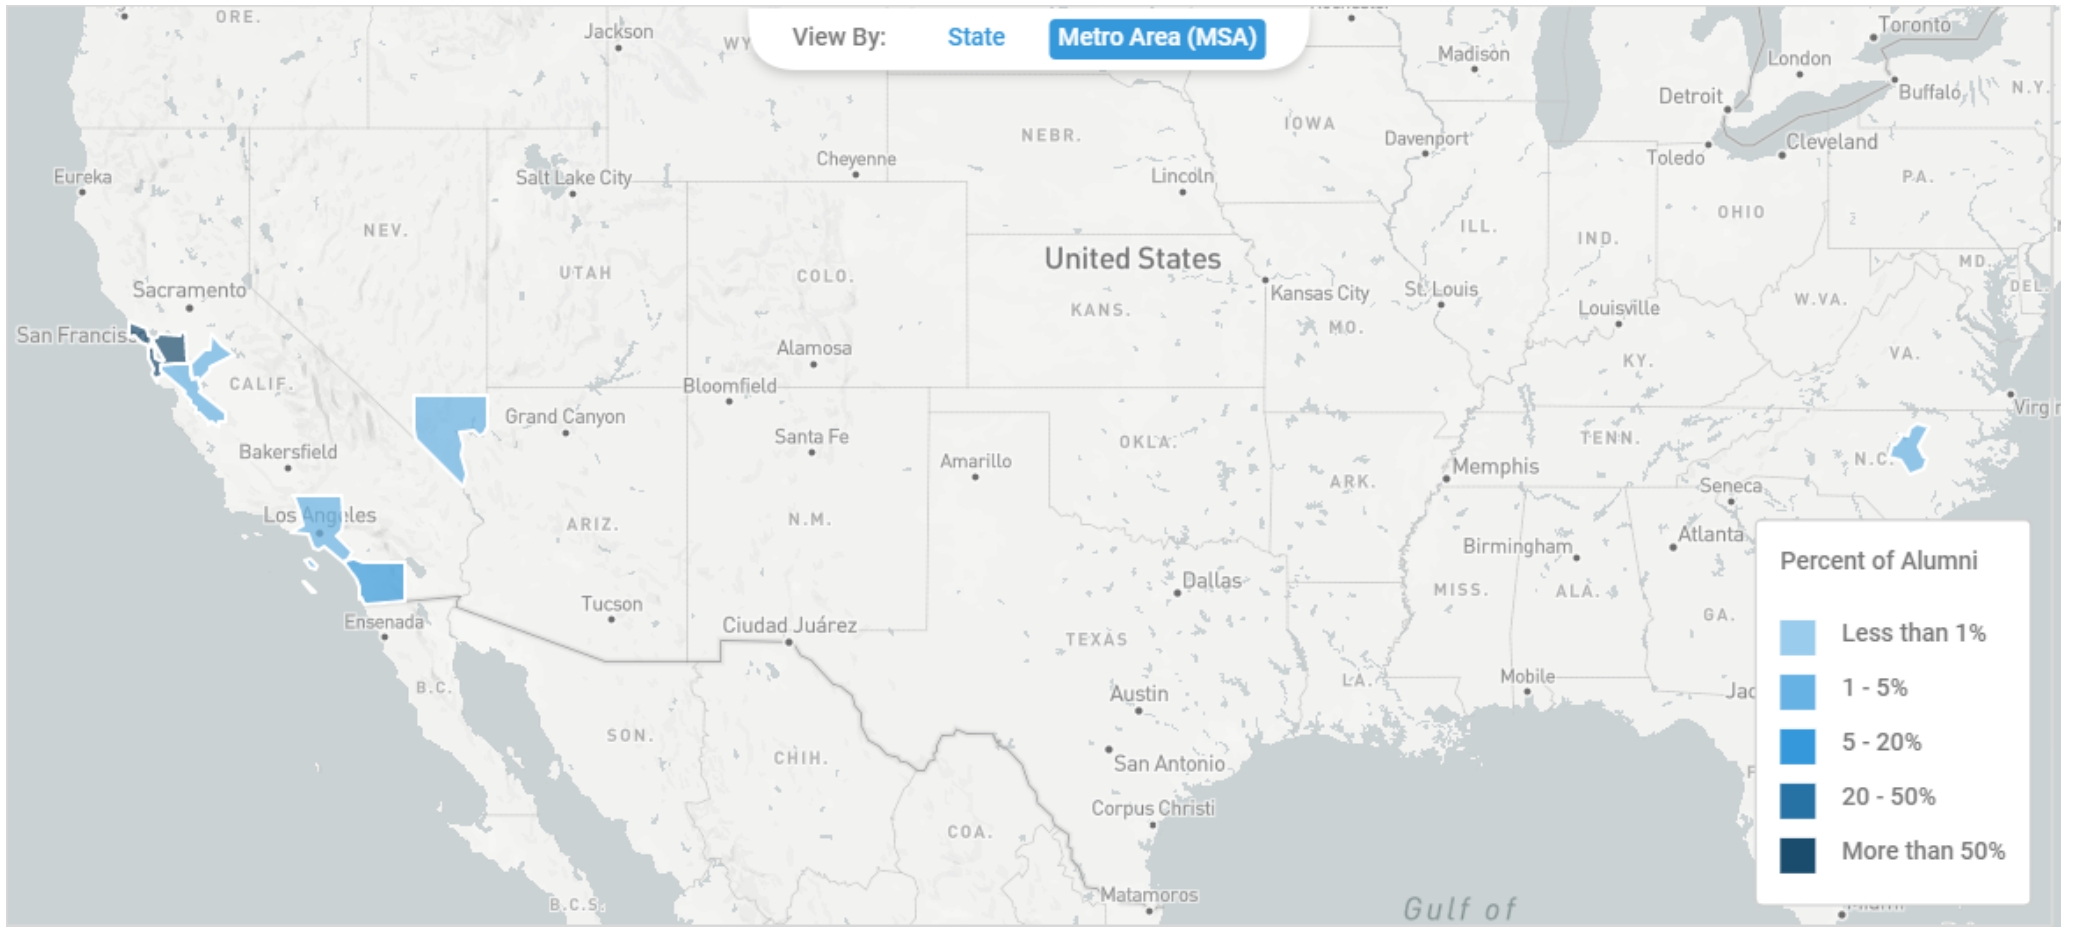 View By: State Metro Area (MSA)
ORE.
Jackson
WY
Madison
London
Toronto
Detroit
Buffalo
N.Y.
Eureka
Salt Lake City
Cheyenne
NEBR.
Lincoln
IOWA
Davenport
Toledo
Cleveland
PA.
NEV.
UTAH
COLO.
United States
KANS.
Kansas City
MO.
St. Louis
ILL.
IND.
OHIO
Louisville
W.VA.
MD.
DEL.
Sacramento
San Francisc
CALIF.
Alamosa
Bloomfield
KY.
VA.
Grand Canyon
Santa Fe
Amarillo
OKLA.
TENN.
N.C.
Bakersfield
Los Angeles
ARIZ.
N.M.
ARK.
Memphis
Seneca
Atlanta
Birmingham
Dallas
MISS.
ALA.
GA.
Ensenada
Tucson
Ciudad Juárez
TEXAS
B.C.
SON.
CHIH.
Austin
San Antonio
LA.
Mobile
Jac
Corpus Christi
COA.
B.C.S.
Matamoros
Gulf of
Percent of Alumni
Less than 1%
1 - 5%
5 - 20%
20 - 50%
More than 50%